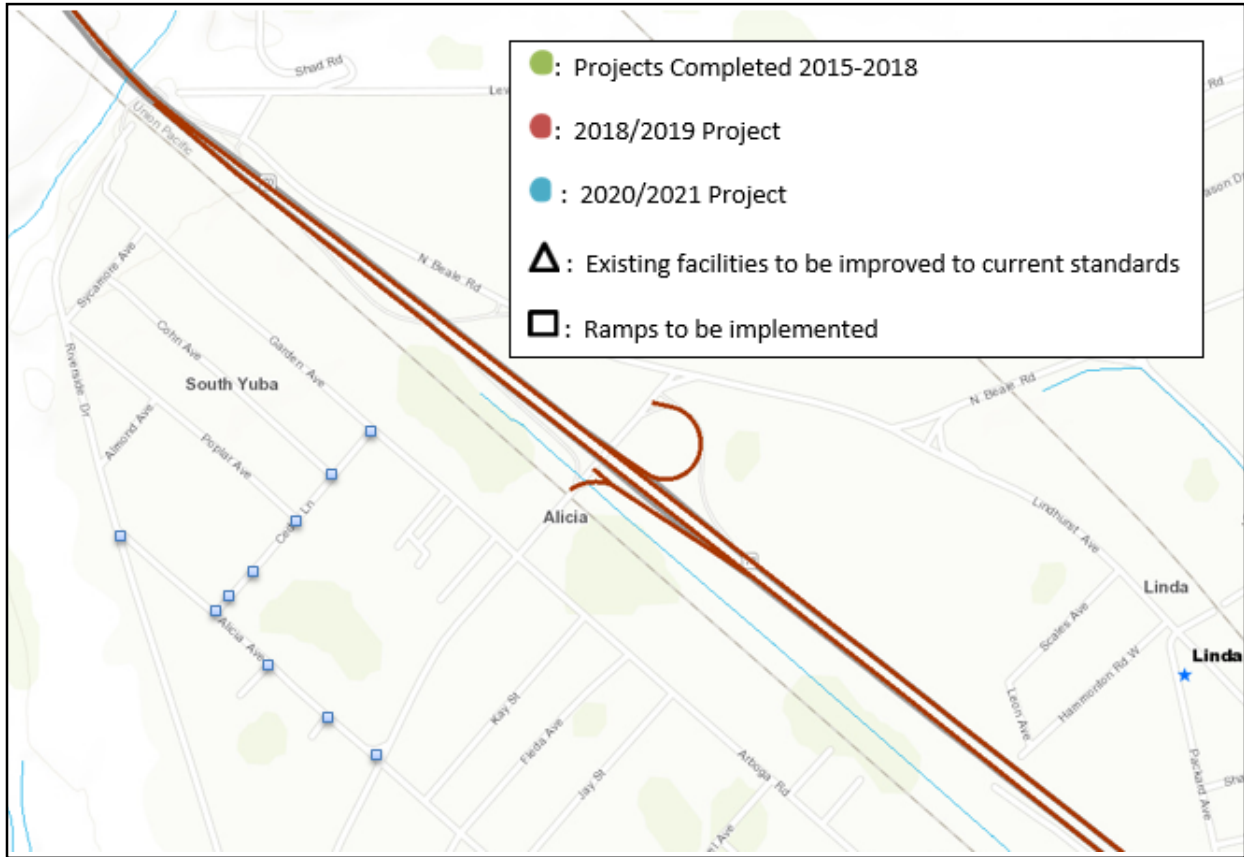 : Projects Completed 2015-2018
: 2018/2019 Project
: 2020/2021 Project
: Existing facilities to be improved to current standards
: Ramps to be implemented
Shad Rd
Union Pacific
N Beale Rd
Sycamore Ave
Cohn Ave
Garden Ave
South Yuba
Riverside Dr
Almond Ave
Poplar Ave
N Beale Rd
Alicia
Lindhurst Ave
Linda
Scales Ave
Linda
Alicia Ave
Hammonton Rd W
Leon Ave
Kay St
Fleda Ave
Jay St
Arboga Rd
Packard Ave